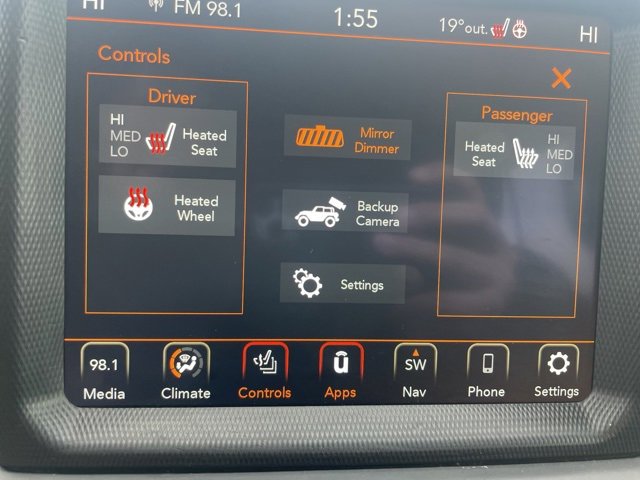 HI FM 98.1 1:55 19° out. HI
Controls
Driver
HI
MED
LO
Heated
Seat
Heated
Wheel
Mirror
Dimmer
Backup
Camera
Settings
Passenger
Heated
Seat
HI
MED
LO
98.1
Media
Climate
Controls
Apps
SW
Nav
Phone
Settings